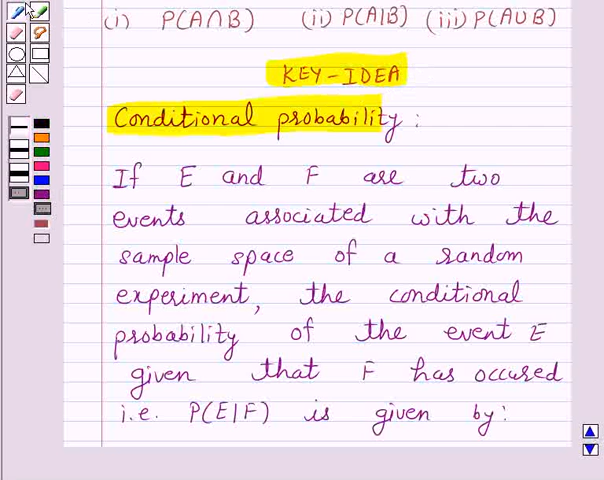 (i) P(A∩B) (ii) P(A|B) (iii) P(A∪B)
KEY-IDEA
Conditional probability:
If E and F are two
events associated with the
sample space of a random
experiment, the conditional
probability of the event E
given that F has occured
i.e. P(E|F) is given by: